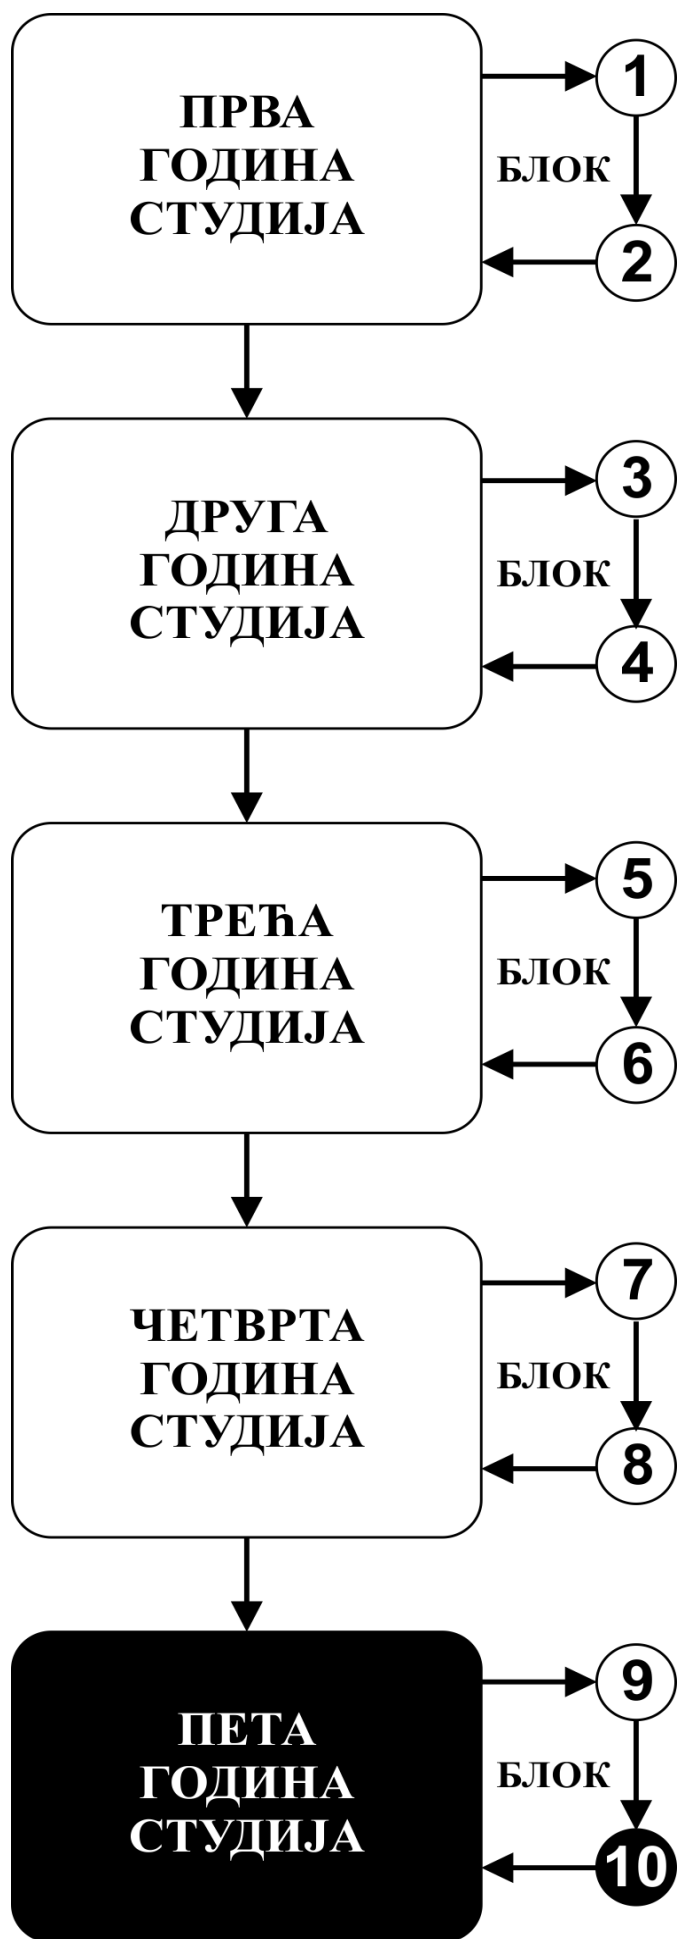 ПРВА
ГОДИНА
СТУДИЈА
1
БЛОК
2
ДРУГА
ГОДИНА
СТУДИЈА
3
БЛОК
4
ТРЕЋА
ГОДИНА
СТУДИЈА
5
БЛОК
6
ЧЕТВРТА
ГОДИНА
СТУДИЈА
7
БЛОК
8
ПЕТА
ГОДИНА
СТУДИЈА
9
БЛОК
10